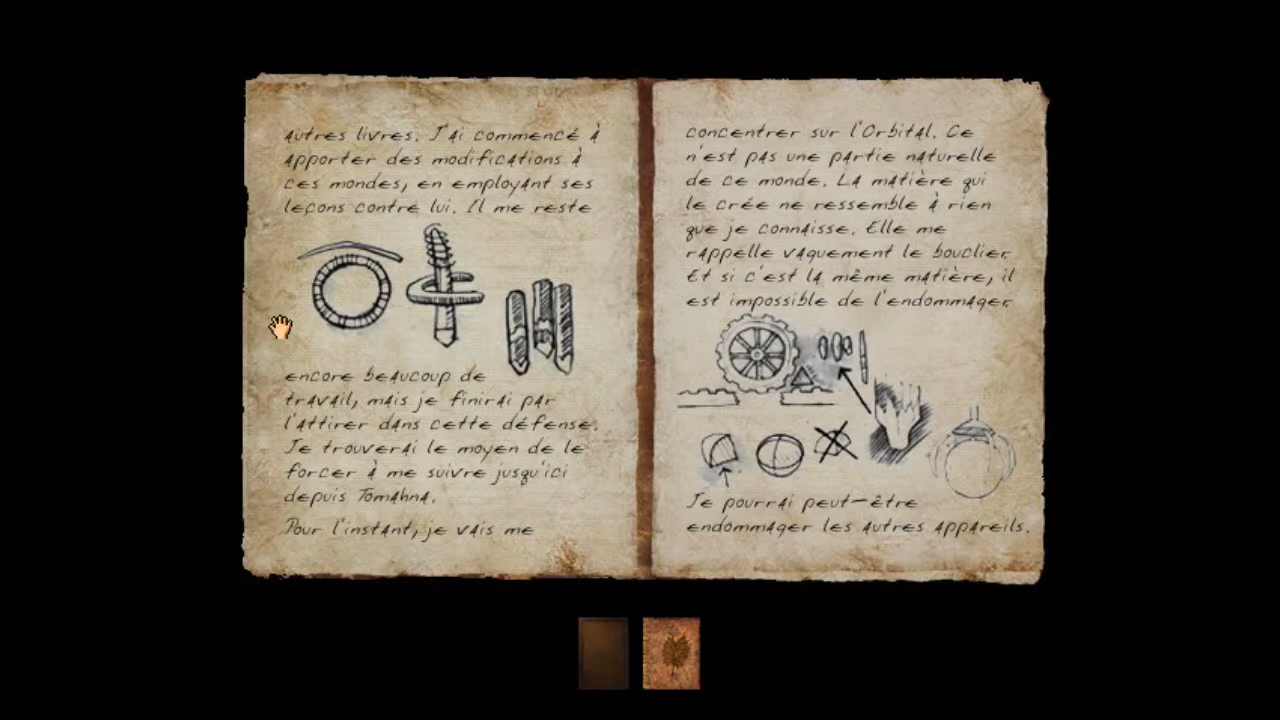 autres livres. J'ai commencé à
apporter des modifications à
ces mondes, en employant ses
leçons contre lui. Il me reste
encore beaucoup de
travail, mais je finirai par
l'attirer dans cette défense.
Je trouverai le moyen de le
forcer à me suivre jusqu'ici
depuis Tomahna.
Pour l'instant, je vais me
concentrer sur l'Orbital. Ce
n'est pas une partie naturelle
de ce monde. La matière qui
le crée ne ressemble à rien
que je connaisse. Elle me
rappelle vaguement le bouclier.
Et si c'est la même matière, il
est impossible de l'endommager.
Je pourrai peut-être
endommager les autres appareils.